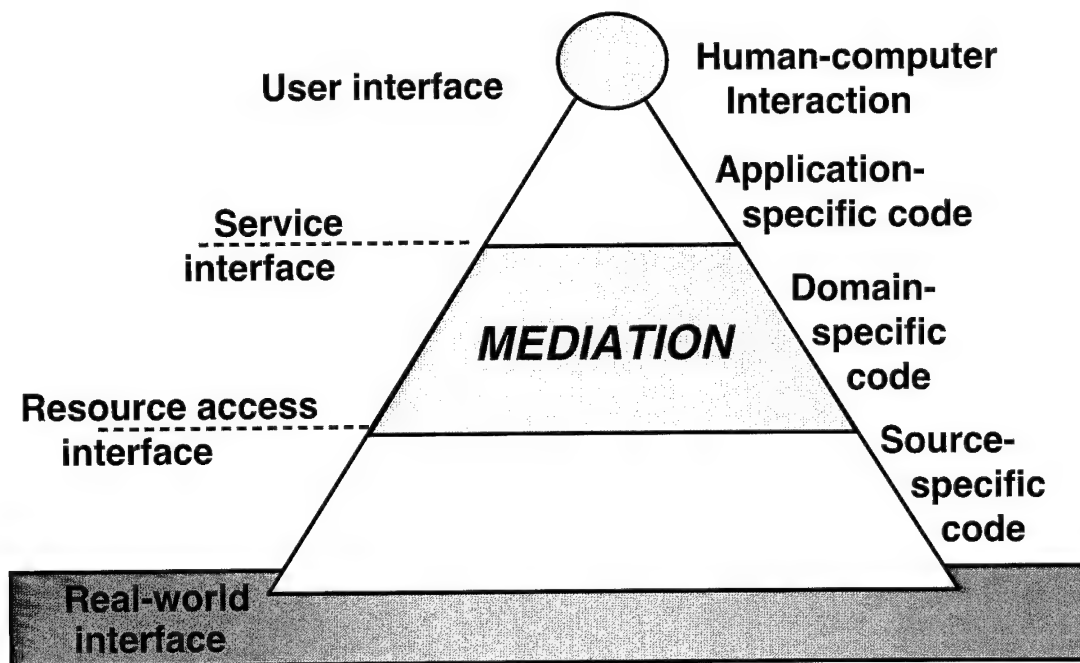 User interface
Human-computer
Interaction
Application-
specific code
Service
interface
Domain-
specific
code
MEDIATION
Resource access
interface
Source-
specific
code
Real-world
interface